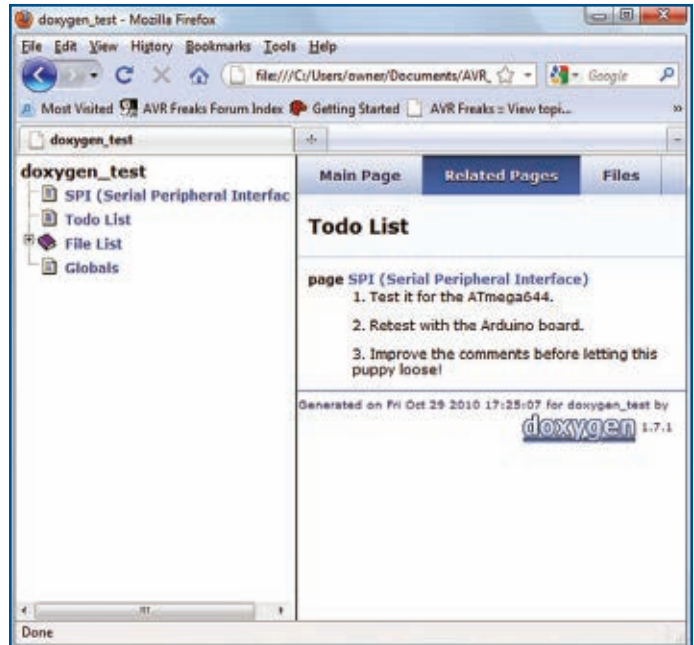 doxygen_test - Mozilla Firefox
File Edit View History Bookmarks Tools Help
file:///C:/Users/owner/Documents/AVR_
Google
Most Visited AVR Freaks Forum Index Getting Started AVR Freaks :: View topi...
doxygen_test
doxygen_test
SPI (Serial Peripheral Interfac
Todo List
File List
Globals
Main Page Related Pages Files
Todo List
page SPI (Serial Peripheral Interface)
1. Test it for the ATmega644.
2. Retest with the Arduino board.
3. Improve the comments before letting this
puppy loose!
Generated on Fri Oct 29 2010 17:25:07 for doxygen_test by
doxygen 1.7.1
Done